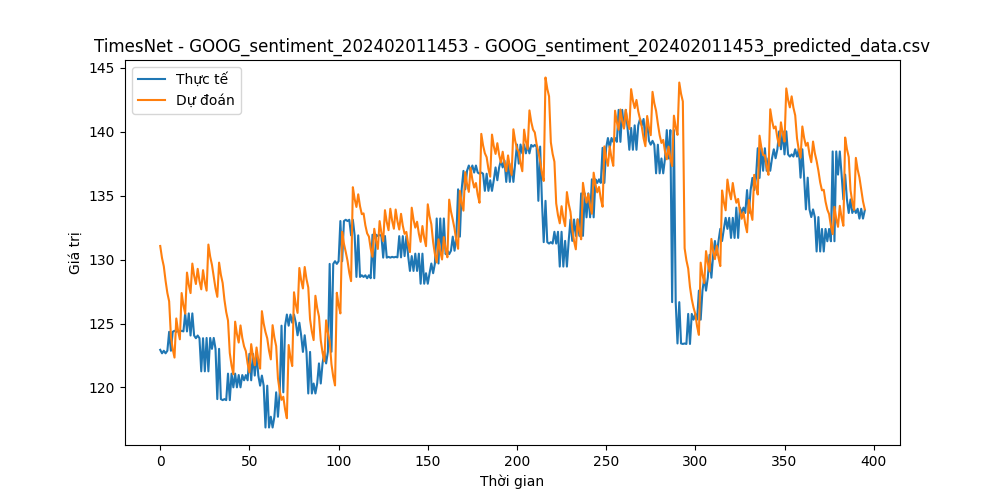 TimesNet - GOOG_sentiment_202402011453 - GOOG_sentiment_202402011453_predicted_data.csv
Thực tế
Dự đoán
Giá trị
145
140
135
130
125
120
0 50 100 150 200 250 300 350 400
Thời gian